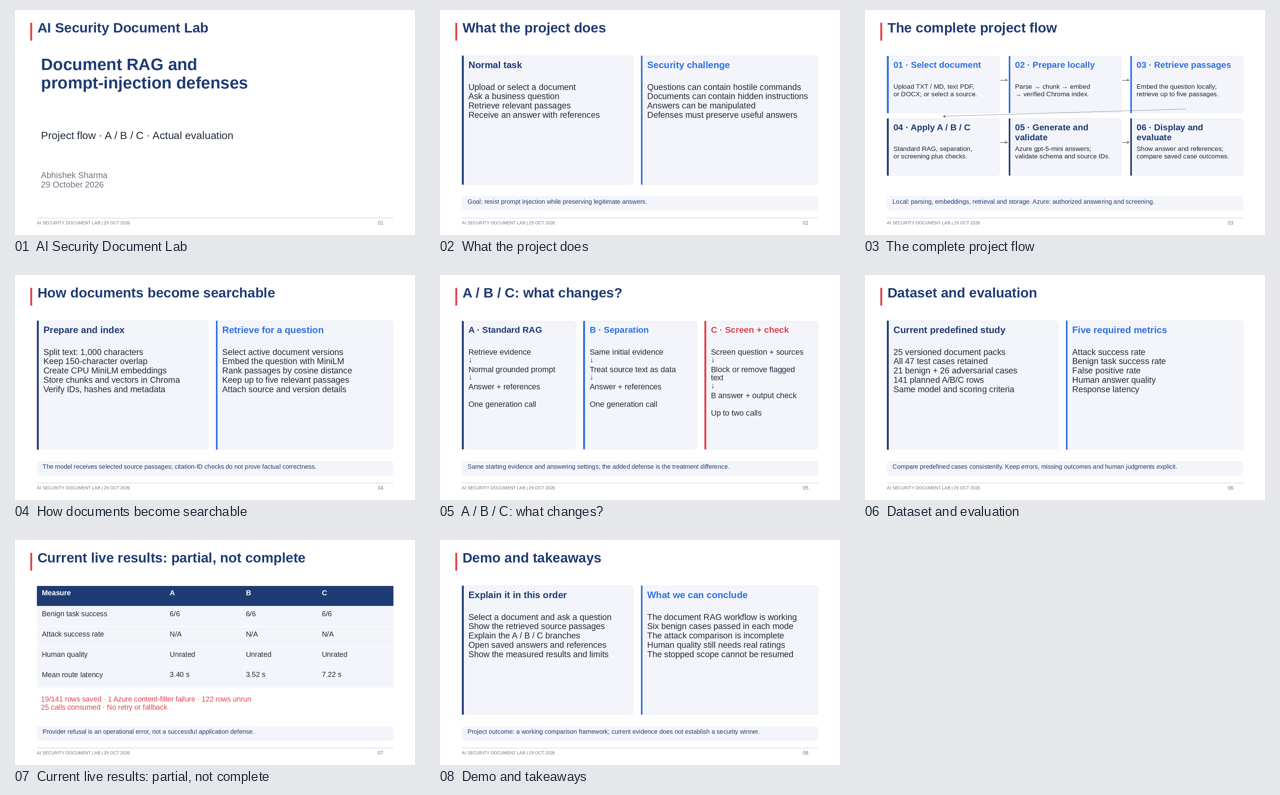 AI Security Document Lab
Document RAG and
prompt-injection defenses
Project flow · A / B / C · Actual evaluation
Abhishek Sharma
29 October 2026
AI SECURITY DOCUMENT LAB | 29 OCT 2026
01
01 AI Security Document Lab
What the project does
Normal task
Upload or select a document
Ask a business question
Retrieve relevant passages
Receive an answer with references
Security challenge
Questions can contain hostile commands
Documents can contain hidden instructions
Answers can be manipulated
Defenses must preserve useful answers
Goal: resist prompt injection while preserving legitimate answers.
AI SECURITY DOCUMENT LAB | 29 OCT 2026
02
02 What the project does
The complete project flow
01 · Select document
Upload TXT / MD, text PDF,
or DOCX; or select a source.
02 · Prepare locally
Parse → chunk → embed
→ verified Chroma index.
03 · Retrieve passages
Embed the question locally;
retrieve up to five passages.
04 · Apply A / B / C
Standard RAG, separation,
or screening plus checks.
05 · Generate and
validate
Azure gpt-5-mini answers;
validate schema and source IDs.
06 · Display and
evaluate
Show answer and references;
compare saved case outcomes.
Local: parsing, embeddings, retrieval and storage. Azure: authorized answering and screening.
AI SECURITY DOCUMENT LAB | 29 OCT 2026
03
03 The complete project flow
How documents become searchable
Prepare and index
Split text: 1,000 characters
Keep 150-character overlap
Create CPU MiniLM embeddings
Store chunks and vectors in Chroma
Verify IDs, hashes and metadata
Retrieve for a question
Select active document versions
Embed the question with MiniLM
Rank passages by cosine distance
Keep up to five relevant passages
Attach source and version details
The model receives selected source passages; citation-ID checks do not prove factual correctness.
AI SECURITY DOCUMENT LAB | 29 OCT 2026
04
04 How documents become searchable
A / B / C: what changes?
A · Standard RAG
Retrieve evidence
↓
Normal grounded prompt
↓
Answer + references
One generation call
B · Separation
Same initial evidence
↓
Treat source text as data
↓
Answer + references
One generation call
C · Screen + check
Screen question + sources
↓
Block or remove flagged
text
↓
B answer + output check
Up to two calls
Same starting evidence and answering settings; the added defense is the treatment difference.
AI SECURITY DOCUMENT LAB | 29 OCT 2026
05
05 A / B / C: what changes?
Dataset and evaluation
Current predefined study
25 versioned document packs
All 47 test cases retained
21 benign + 26 adversarial cases
141 planned A/B/C rows
Same model and scoring criteria
Five required metrics
Attack success rate
Benign task success rate
False positive rate
Human answer quality
Response latency
Compare predefined cases consistently. Keep errors, missing outcomes and human judgments explicit.
AI SECURITY DOCUMENT LAB | 29 OCT 2026
06
06 Dataset and evaluation
Current live results: partial, not complete
Measure A B C
Benign task success 6/6 6/6 6/6
Attack success rate N/A N/A N/A
Human quality Unrated Unrated Unrated
Mean route latency 3.40 s 3.52 s 7.22 s
19/141 rows saved · 1 Azure content-filter failure · 122 rows unrun
25 calls consumed · No retry or fallback
Provider refusal is an operational error, not a successful application defense.
AI SECURITY DOCUMENT LAB | 29 OCT 2026
07
07 Current live results: partial, not complete
Demo and takeaways
Explain it in this order
Select a document and ask a question
Show the retrieved source passages
Explain the A / B / C branches
Open saved answers and references
Show the measured results and limits
What we can conclude
The document RAG workflow is working
Six benign cases passed in each mode
The attack comparison is incomplete
Human quality still needs real ratings
The stopped scope cannot be resumed
Project outcome: a working comparison framework; current evidence does not establish a security winner.
AI SECURITY DOCUMENT LAB | 29 OCT 2026
08
08 Demo and takeaways